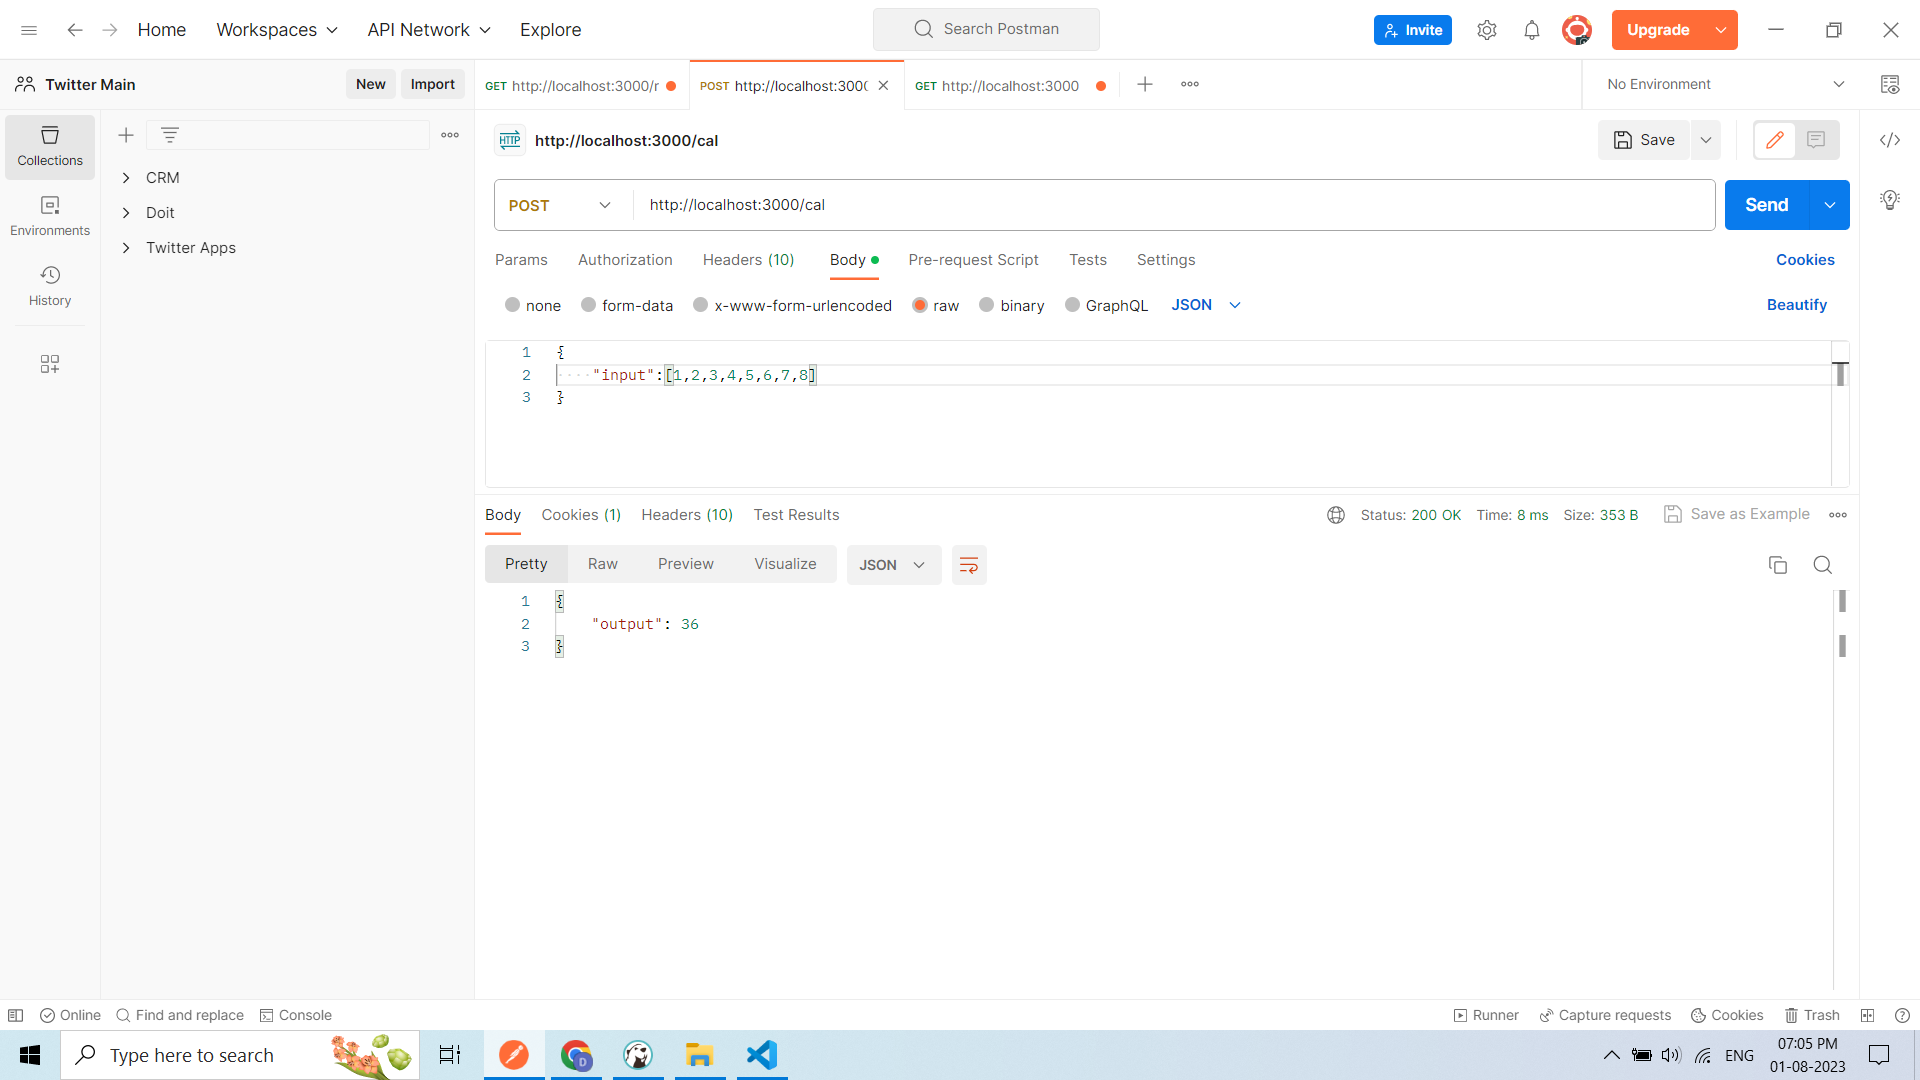 Home Workspaces API Network Explore Search Postman Invite Upgrade
Twitter Main New Import GET http://localhost:3000/r POST http://localhost:300( GET http://localhost:3000 No Environment
Collections
Environments
History
CRM
Doit
Twitter Apps
HTTP http://localhost:3000/cal Save
POST http://localhost:3000/cal Send
Params Authorization Headers (10) Body Pre-request Script Tests Settings Cookies
none form-data x-www-form-urlencoded raw binary GraphQL JSON Beautify
1 {
2 "input":[1,2,3,4,5,6,7,8]
3 }
Body Cookies (1) Headers (10) Test Results Status: 200 OK Time: 8 ms Size: 353 B Save as Example
Pretty Raw Preview Visualize JSON
1 {
2 "output": 36
3 }
Online Find and replace Console Runner Capture requests Cookies Trash
Type here to search D ENG 07:05 PM
01-08-2023